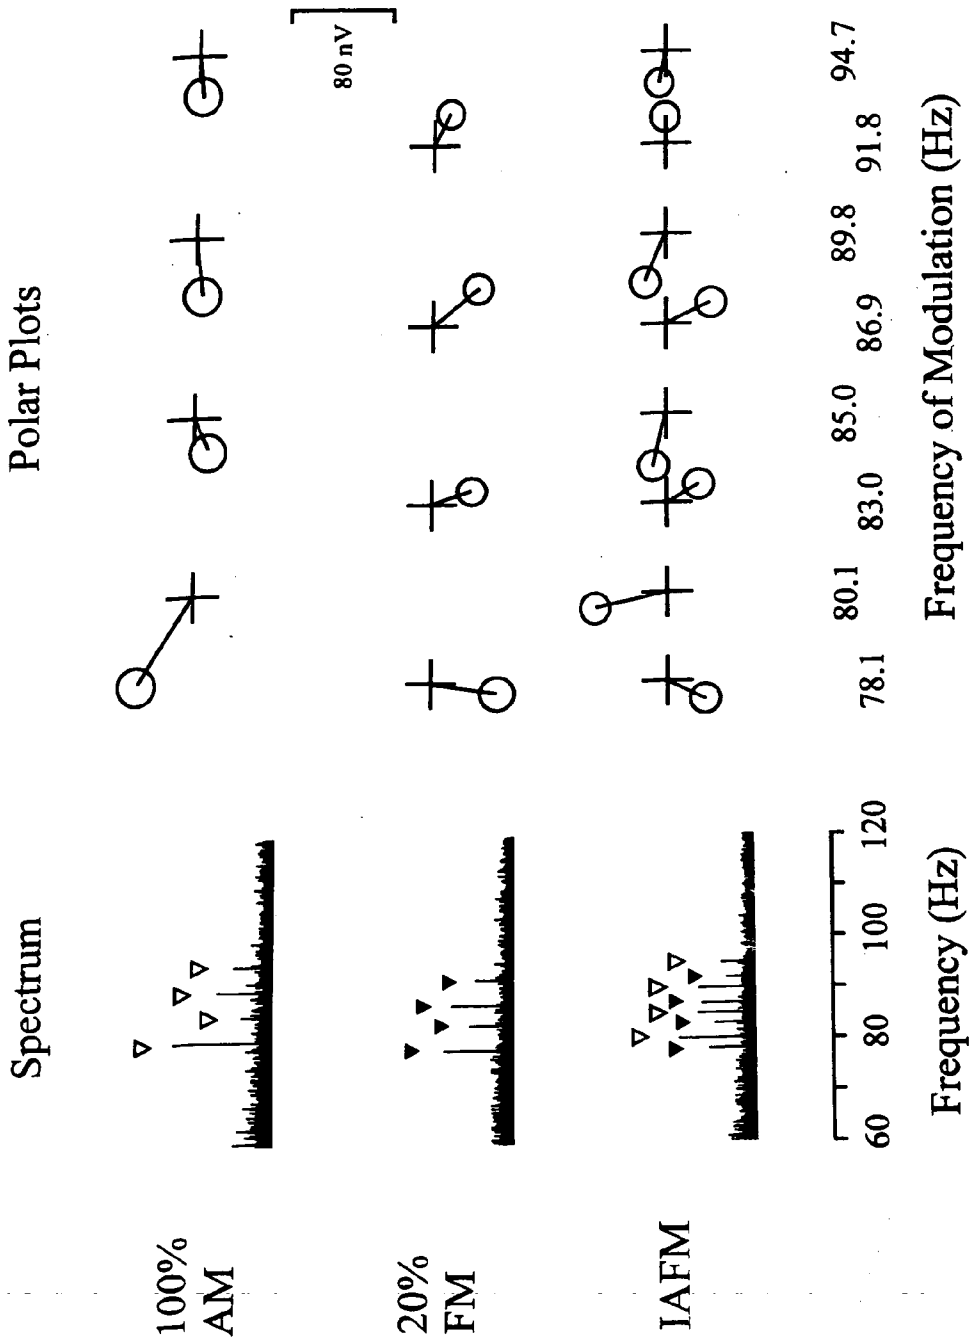 Spectrum
Polar Plots
100%
AM
80 nV
20%
FM
IAFM
60 80 100 120
Frequency (Hz)
78.1 80.1 83.0 85.0 86.9 89.8 91.8 94.7
Frequency of Modulation (Hz)